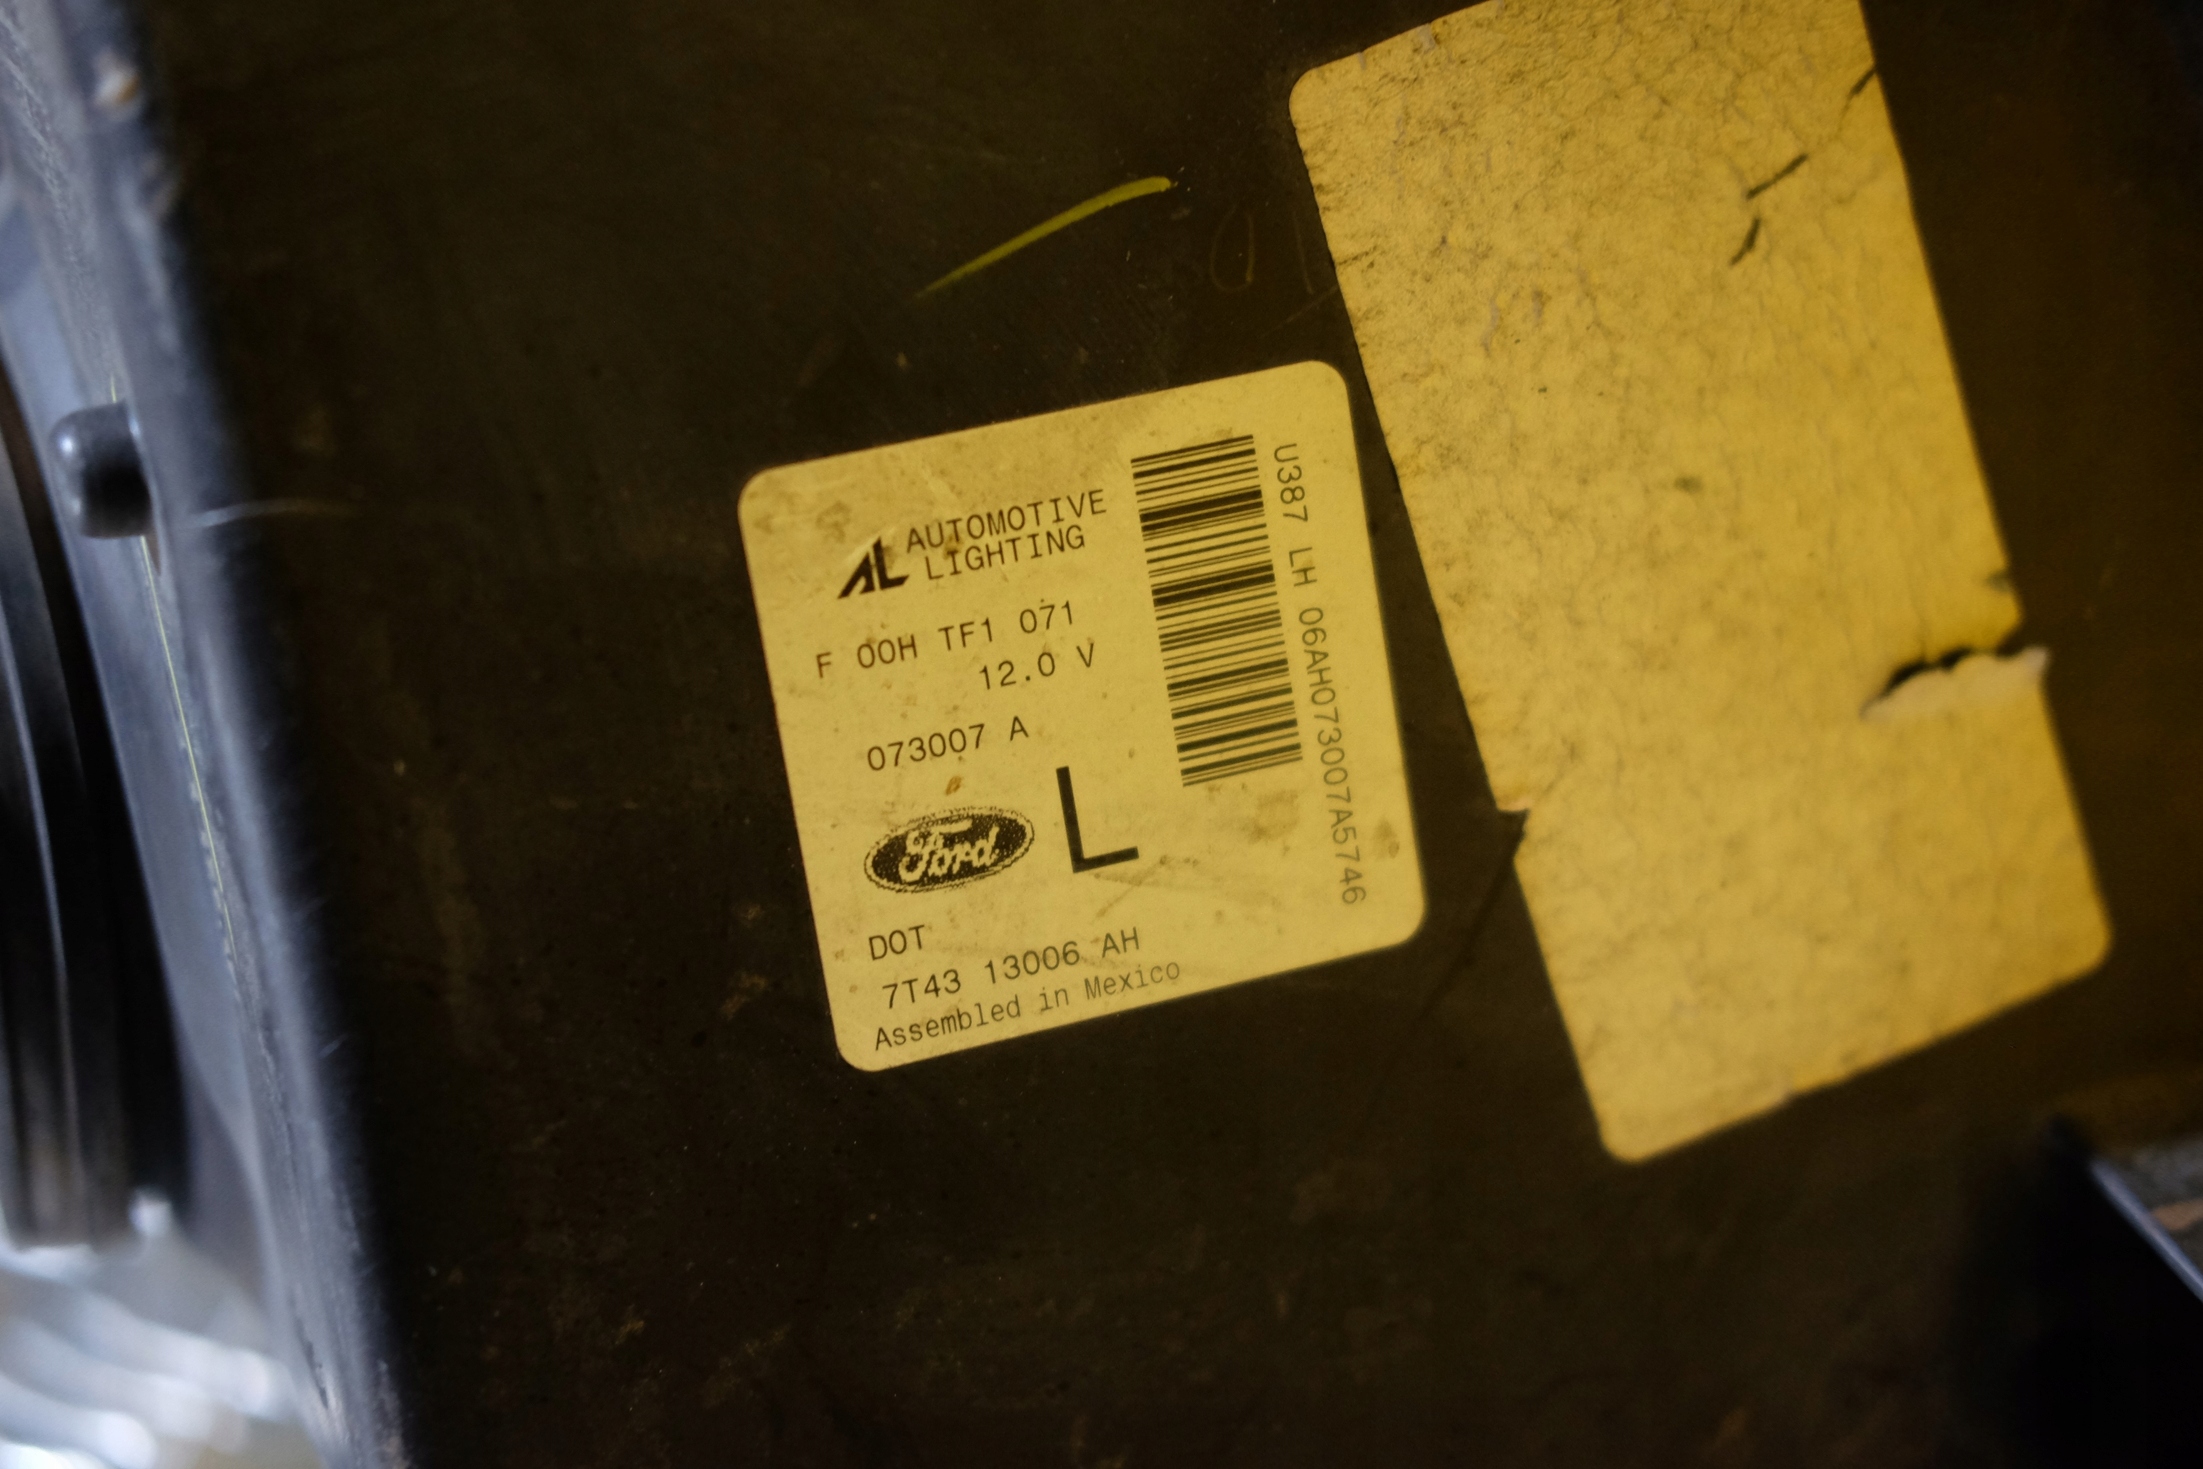 AUTOMOTIVE
LIGHTING
F 00H TF1 071
12.0 V
073007 A
Ford
L
DOT
7T43 13006 AH
Assembled in Mexico
U387 LH 06AH073007A5746